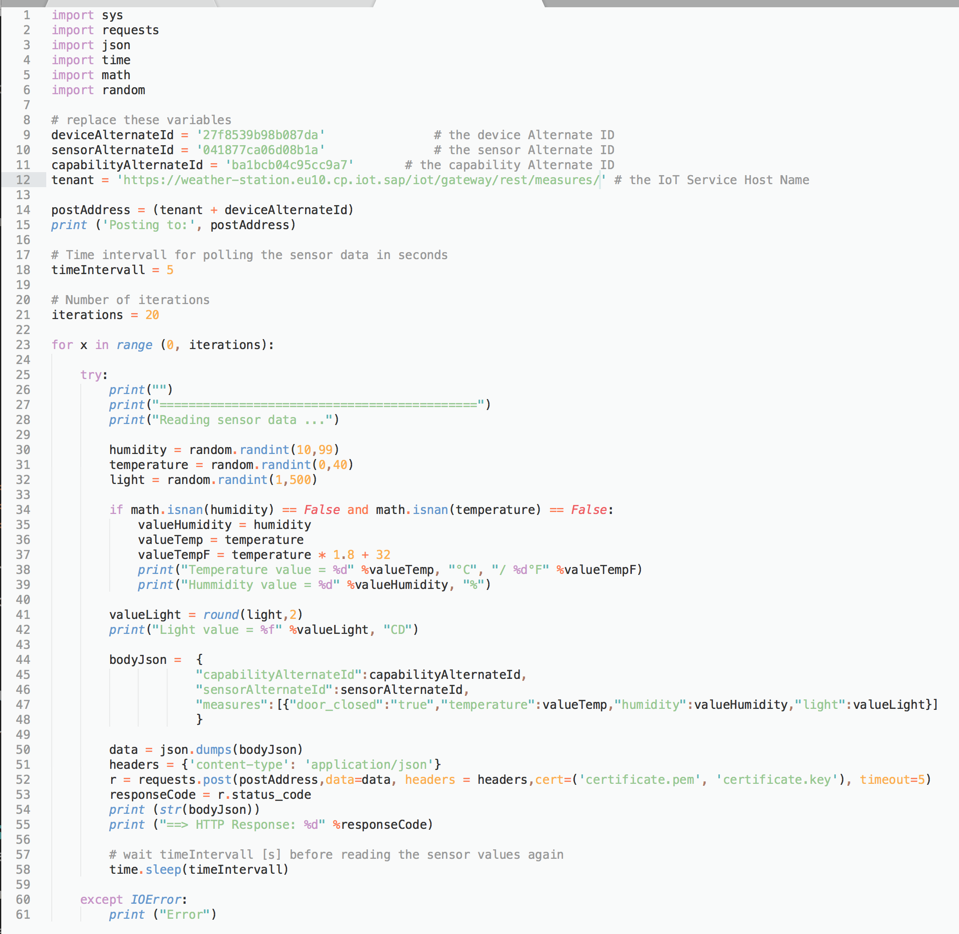 1 import sys
2 import requests
3 import json
4 import time
5 import math
6 import random
7
8 # replace these variables
9 deviceAlternateId = '27f8539b98b087da' # the device Alternate ID
10 sensorAlternateId = '041877ca06d08b1a' # the sensor Alternate ID
11 capabilityAlternateId = 'ba1bcb04c95cc9a7' # the capability Alternate ID
12 tenant = 'https://weather-station.eu10.cp.iot.sap/iot/gateway/rest/measures/' # the IoT Service Host Name
13
14 postAddress = (tenant + deviceAlternateId)
15 print ('Posting to:', postAddress)
16
17 # Time intervall for polling the sensor data in seconds
18 timeIntervall = 5
19
20 # Number of iterations
21 iterations = 20
22
23 for x in range (0, iterations):
24
25     try:
26         print("")
27         print("============================================")
28         print("Reading sensor data ...")
29
30         humidity = random.randint(10,99)
31         temperature = random.randint(0,40)
32         light = random.randint(1,500)
33
34         if math.isnan(humidity) == False and math.isnan(temperature) == False:
35             valueHumidity = humidity
36             valueTemp = temperature
37             valueTempF = temperature * 1.8 + 32
38             print("Temperature value = %d" %valueTemp, "°C", "/ %d°F" %valueTempF)
39             print("Hummidity value = %d" %valueHumidity, "%")
40
41         valueLight = round(light,2)
42         print("Light value = %f" %valueLight, "CD")
43
44         bodyJson =  {
45                     "capabilityAlternateId":capabilityAlternateId,
46                     "sensorAlternateId":sensorAlternateId,
47                     "measures":[{"door_closed":"true","temperature":valueTemp,"humidity":valueHumidity,"light":valueLight}]
48                     }
49
50         data = json.dumps(bodyJson)
51         headers = {'content-type': 'application/json'}
52         r = requests.post(postAddress,data=data, headers = headers,cert=('certificate.pem', 'certificate.key'), timeout=5)
53         responseCode = r.status_code
54         print (str(bodyJson))
55         print ("==> HTTP Response: %d" %responseCode)
56
57         # wait timeIntervall [s] before reading the sensor values again
58         time.sleep(timeIntervall)
59
60     except IOError:
61         print ("Error")